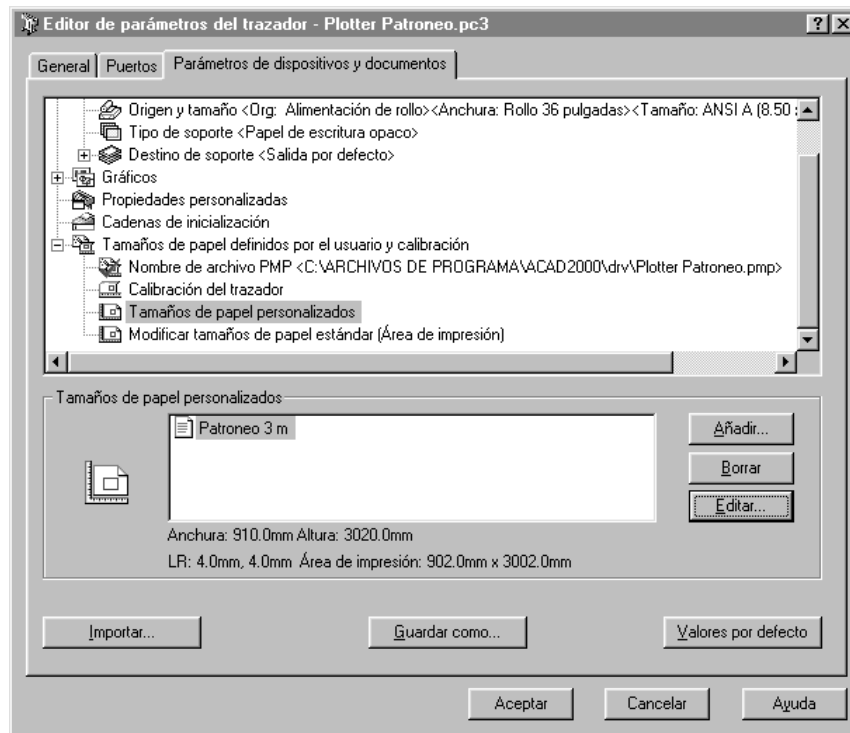 Editor de parámetros del trazador - Plotter Patroneo.pc3
General Puertos Parámetros de dispositivos y documentos
Origen y tamaño <Org: Alimentación de rollo><Anchura: Rollo 36 pulgadas><Tamaño: ANSI A (8.50
Tipo de soporte <Papel de escritura opaco>
Destino de soporte <Salida por defecto>
Gráficos
Propiedades personalizadas
Cadenas de inicialización
Tamaños de papel definidos por el usuario y calibración
Nombre de archivo PMP <C:\ARCHIVOS DE PROGRAMA\ACAD2000\drv\Plotter Patroneo.pmp>
Calibración del trazador
Tamaños de papel personalizados
Modificar tamaños de papel estándar (Área de impresión)
Tamaños de papel personalizados
Patroneo 3 m
Añadir...
Borrar
Editar...
Anchura: 910.0mm Altura: 3020.0mm
LR: 4.0mm, 4.0mm Área de impresión: 902.0mm x 3002.0mm
Importar... Guardar como... Valores por defecto
Aceptar Cancelar Ayuda